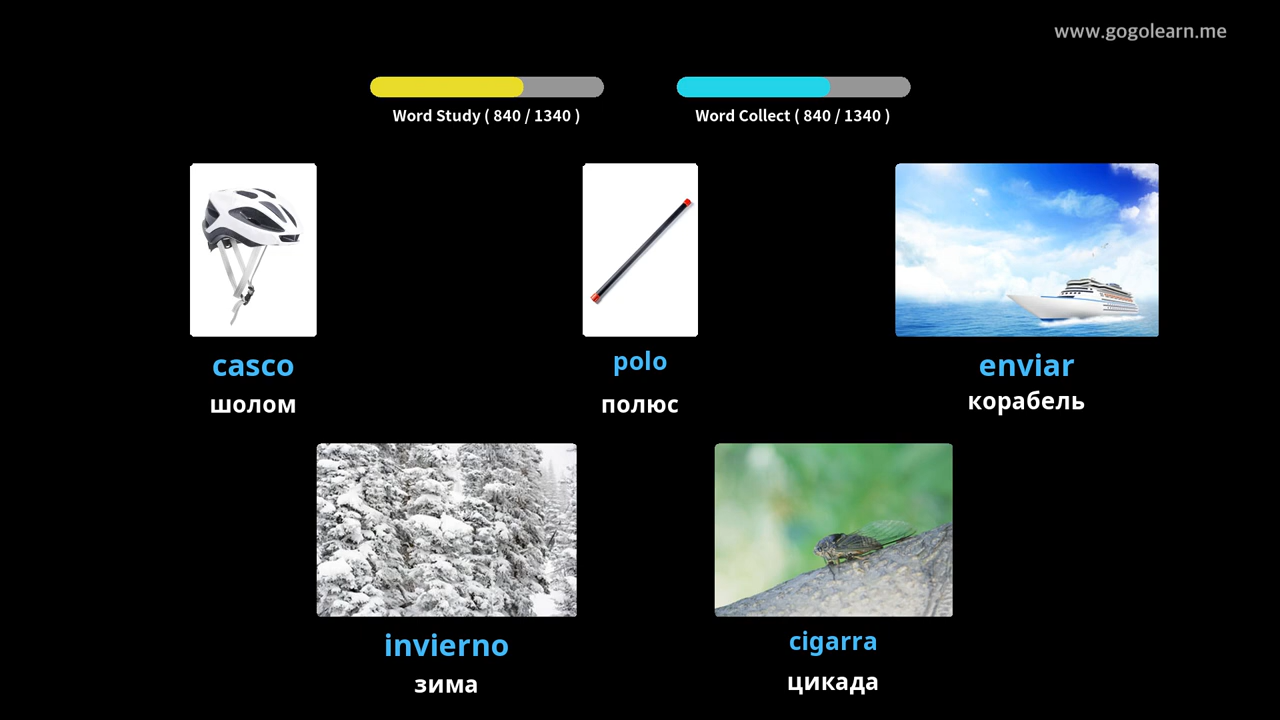 www.gogolearn.me
Word Study ( 840 / 1340 )
Word Collect ( 840 / 1340 )
casco
шолом
polo
полюс
enviar
корабель
invierno
зима
cigarra
цикада